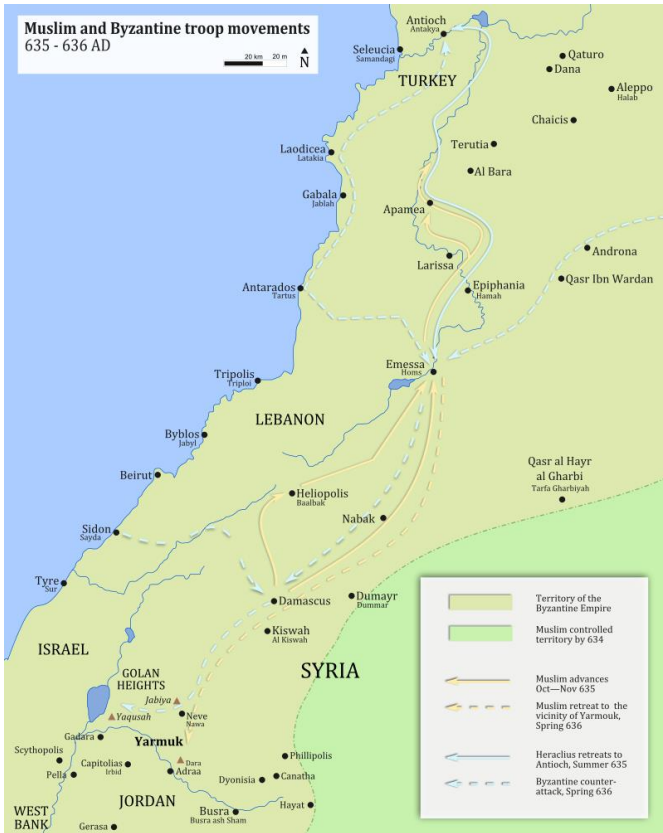 Muslim and Byzantine troop movements
635 - 636 AD
20 km
20 m
N
Antioch
Antakya
Seleucia
Samandagi
TURKEY
Qaturo
Dana
Aleppo
Halab
Chaicis
Terutia
Al Bara
Laodicea
Latakia
Gabala
Jablah
Apamea
Larissa
Androna
Qasr Ibn Wardan
Epiphania
Hamah
Antarados
Tartus
Emessa
Homs
Tripolis
Triploi
LEBANON
Byblos
Jabyl
Beirut
Qasr al Hayr
al Gharbi
Tarfa Gharbiyah
Heliopolis
Baalbak
Nabak
Sidon
Sayda
Tyre
Sur
Damascus
Dumayr
Dummar
Kiswah
Al Kiswah
ISRAEL
SYRIA
GOLAN
HEIGHTS
Jabiya
Yaqusah
Neve
Nawa
Gadara
Yarmuk
Scythopolis
Pella
Capitolias
Irbid
Dara
Adraa
Phillipolis
Dyonisia
Canatha
JORDAN
WEST
BANK
Gerasa
Busra
Busra ash Sham
Hayat
Territory of the
Byzantine Empire
Muslim controlled
territory by 634
Muslim advances
Oct—Nov 635
Muslim retreat to the
vicinity of Yarmouk,
Spring 636
Heraclius retreats to
Antioch, Summer 635
Byzantine counter-
attack, Spring 636